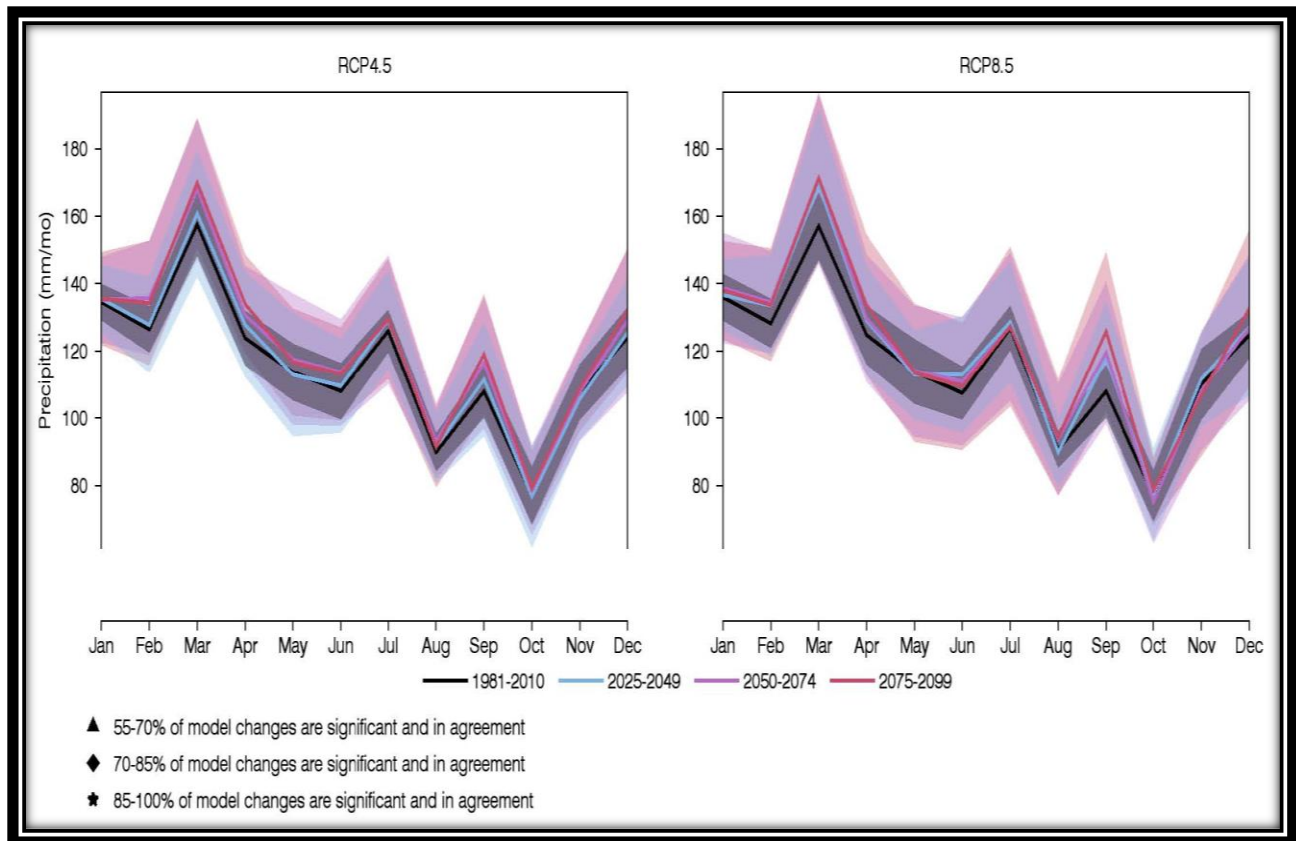 RCP4.5
RCP8.5
Precipitation (mm/mo)
180
160
140
120
100
80
180
160
140
120
100
80
Jan Feb Mar Apr May Jun Jul Aug Sep Oct Nov Dec
Jan Feb Mar Apr May Jun Jul Aug Sep Oct Nov Dec
1981-2010 2025-2049 2050-2074 2075-2099
55-70% of model changes are significant and in agreement
70-85% of model changes are significant and in agreement
85-100% of model changes are significant and in agreement